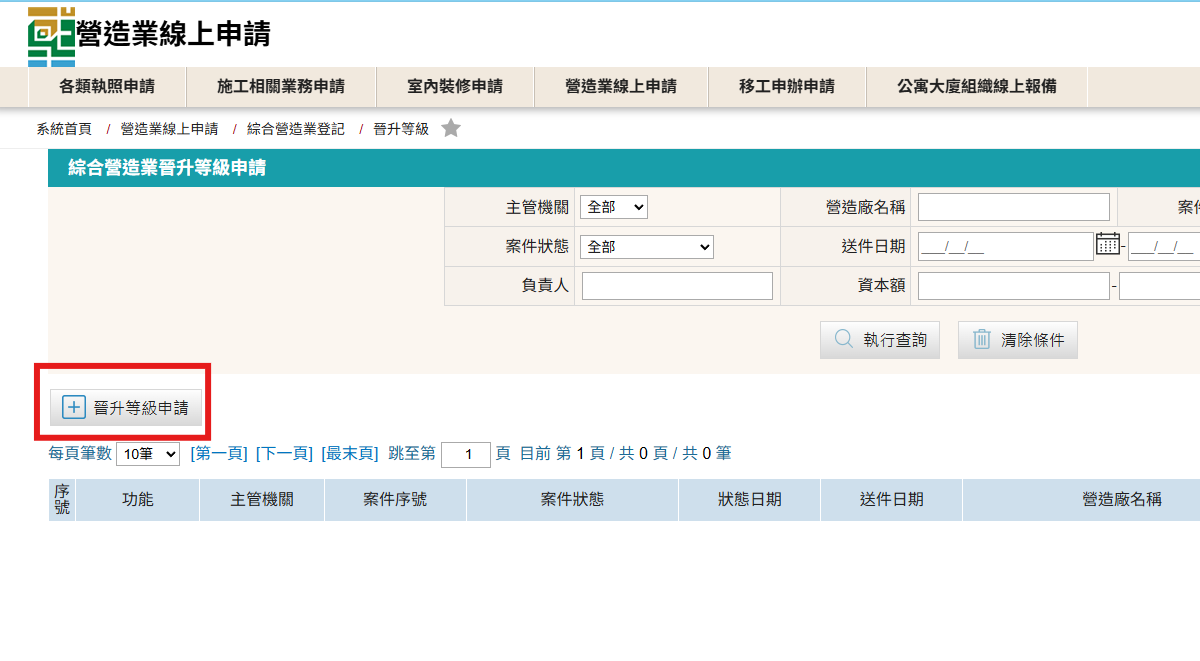 營造業線上申請
各類執照申請 施工相關業務申請 室內裝修申請 營造業線上申請 移工申辦申請 公寓大廈組織線上報備
系統首頁 / 營造業線上申請 / 綜合營造業登記 / 晉升等級
綜合營造業晉升等級申請
主管機關 全部 營造廠名稱
案件狀態 全部 送件日期 ___/__/__ - ___/__/__
負責人 資本額 -
執行查詢 清除條件
晉升等級申請
每頁筆數 10筆 [第一頁] [下一頁] [最末頁] 跳至第 1 頁 目前 第 1 頁 / 共 0 頁 / 共 0 筆
序號 功能 主管機關 案件序號 案件狀態 狀態日期 送件日期 營造廠名稱